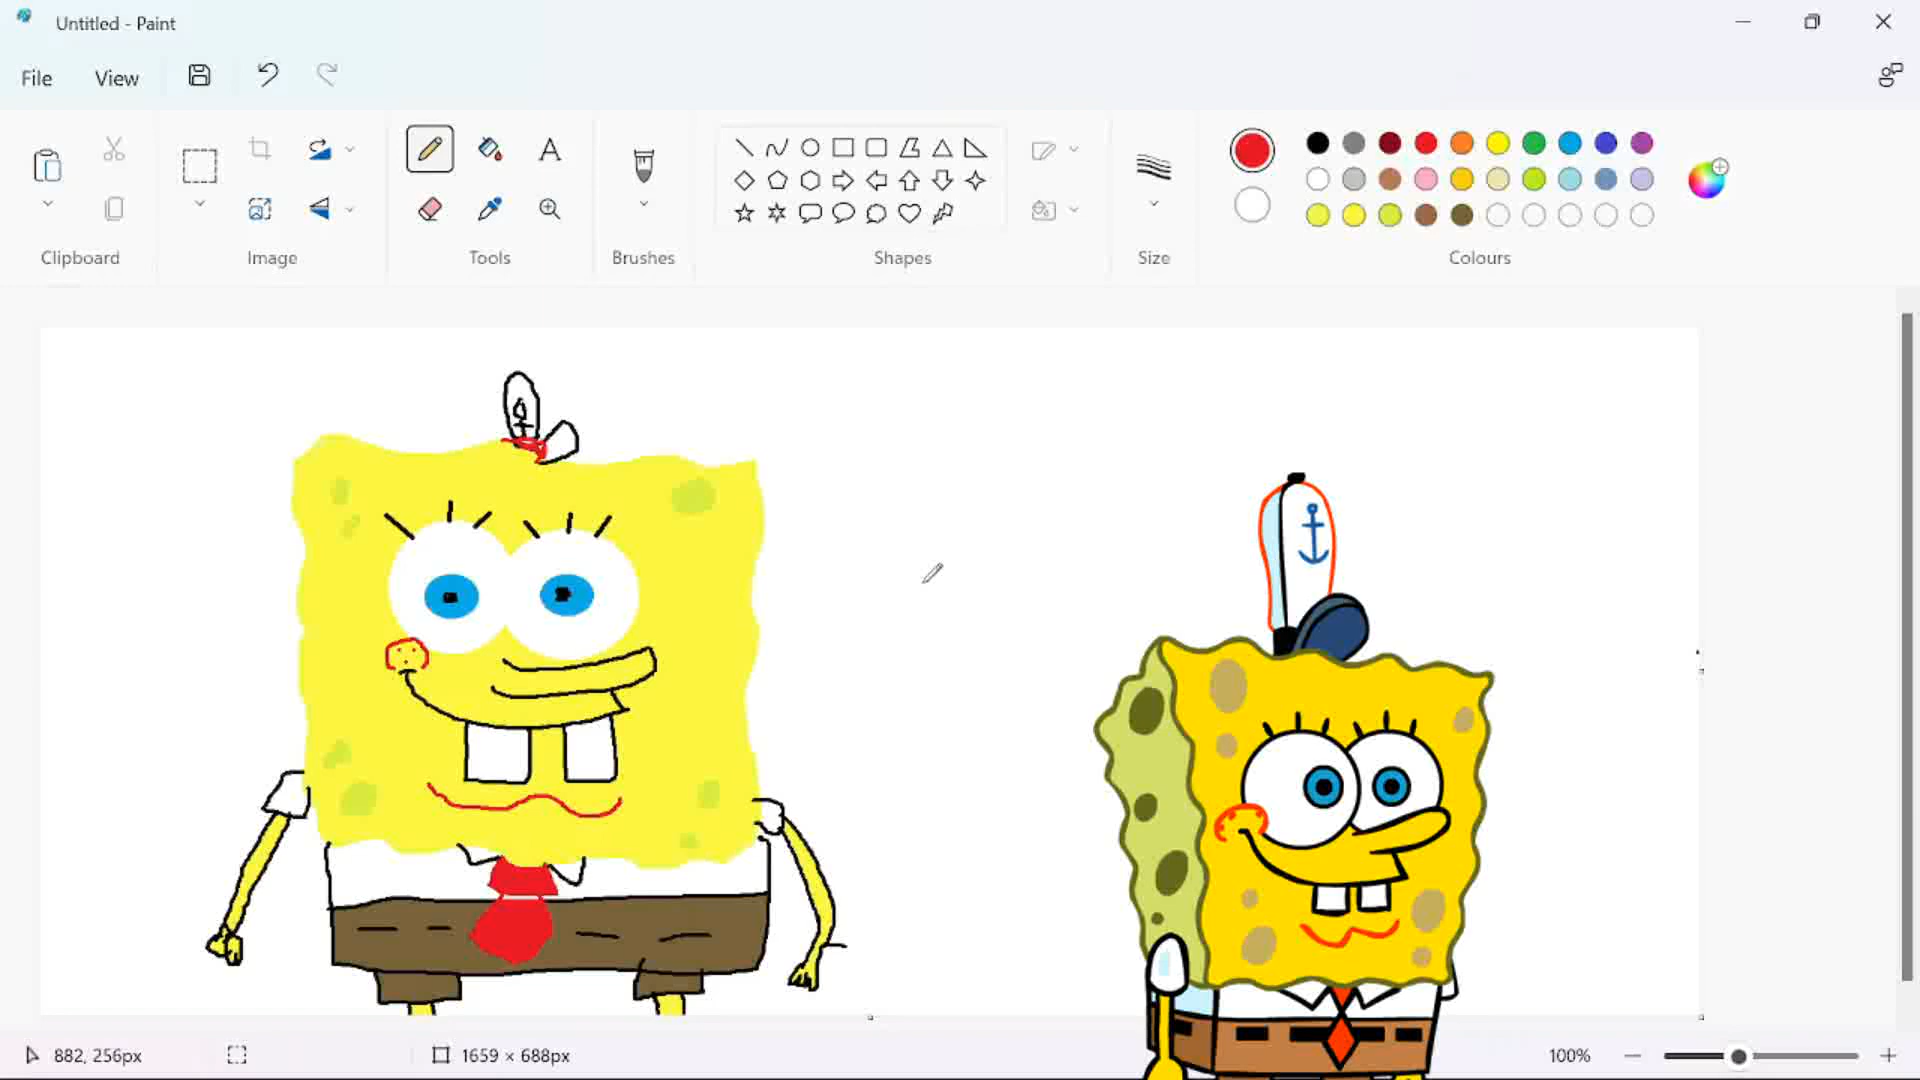 Untitled - Paint
File View
Clipboard Image Tools Brushes Shapes Size Colours
882, 256px 1659 × 688px 100%